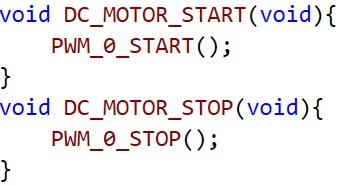 void DC_MOTOR_START(void){
    PWM_0_START();
}
void DC_MOTOR_STOP(void){
    PWM_0_STOP();
}